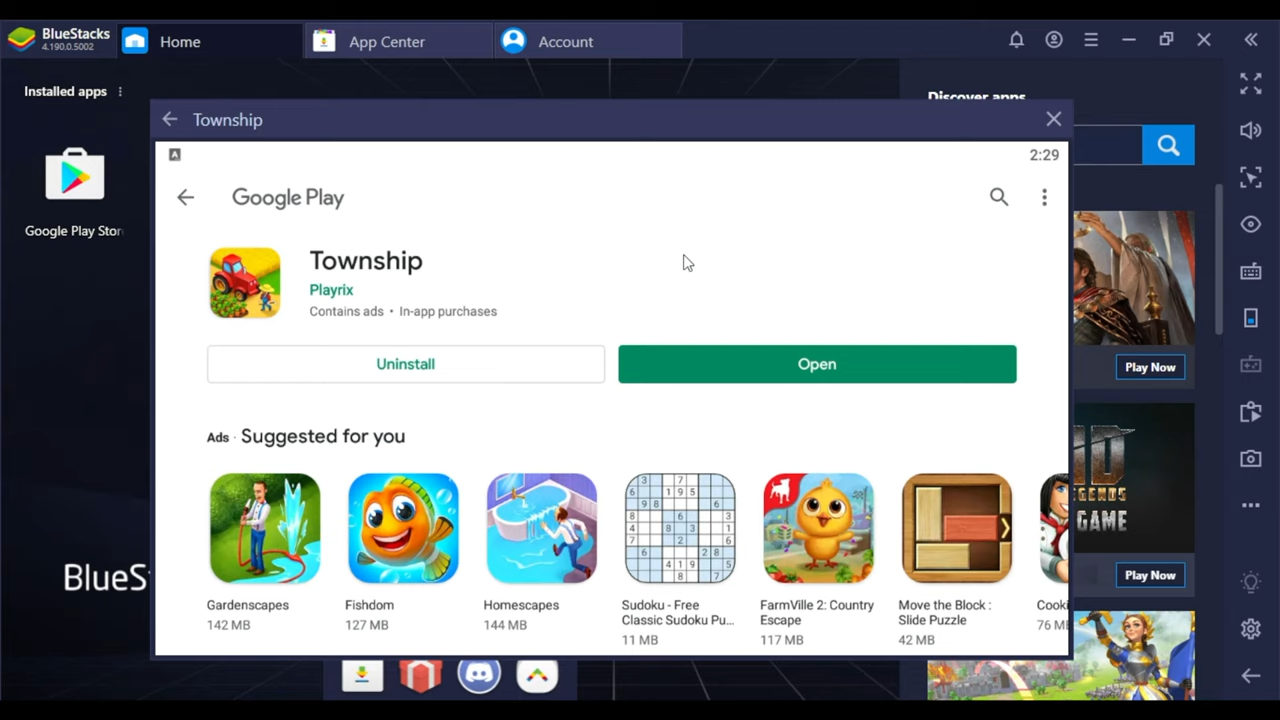 BlueStacks
4.190.0.5002
Home
App Center
Account
Installed apps
Discover apps
Google Play Stor
Township
2:29
Google Play
Township
Playrix
Contains ads • In-app purchases
Uninstall
Open
Play Now
Ads · Suggested for you
Gardenscapes
142 MB
Fishdom
127 MB
Homescapes
144 MB
Sudoku - Free
Classic Sudoku Pu...
11 MB
FarmVille 2: Country
Escape
117 MB
Move the Block :
Slide Puzzle
42 MB
Cooki
76 MB
EGENDS
GAME
Play Now
BlueS